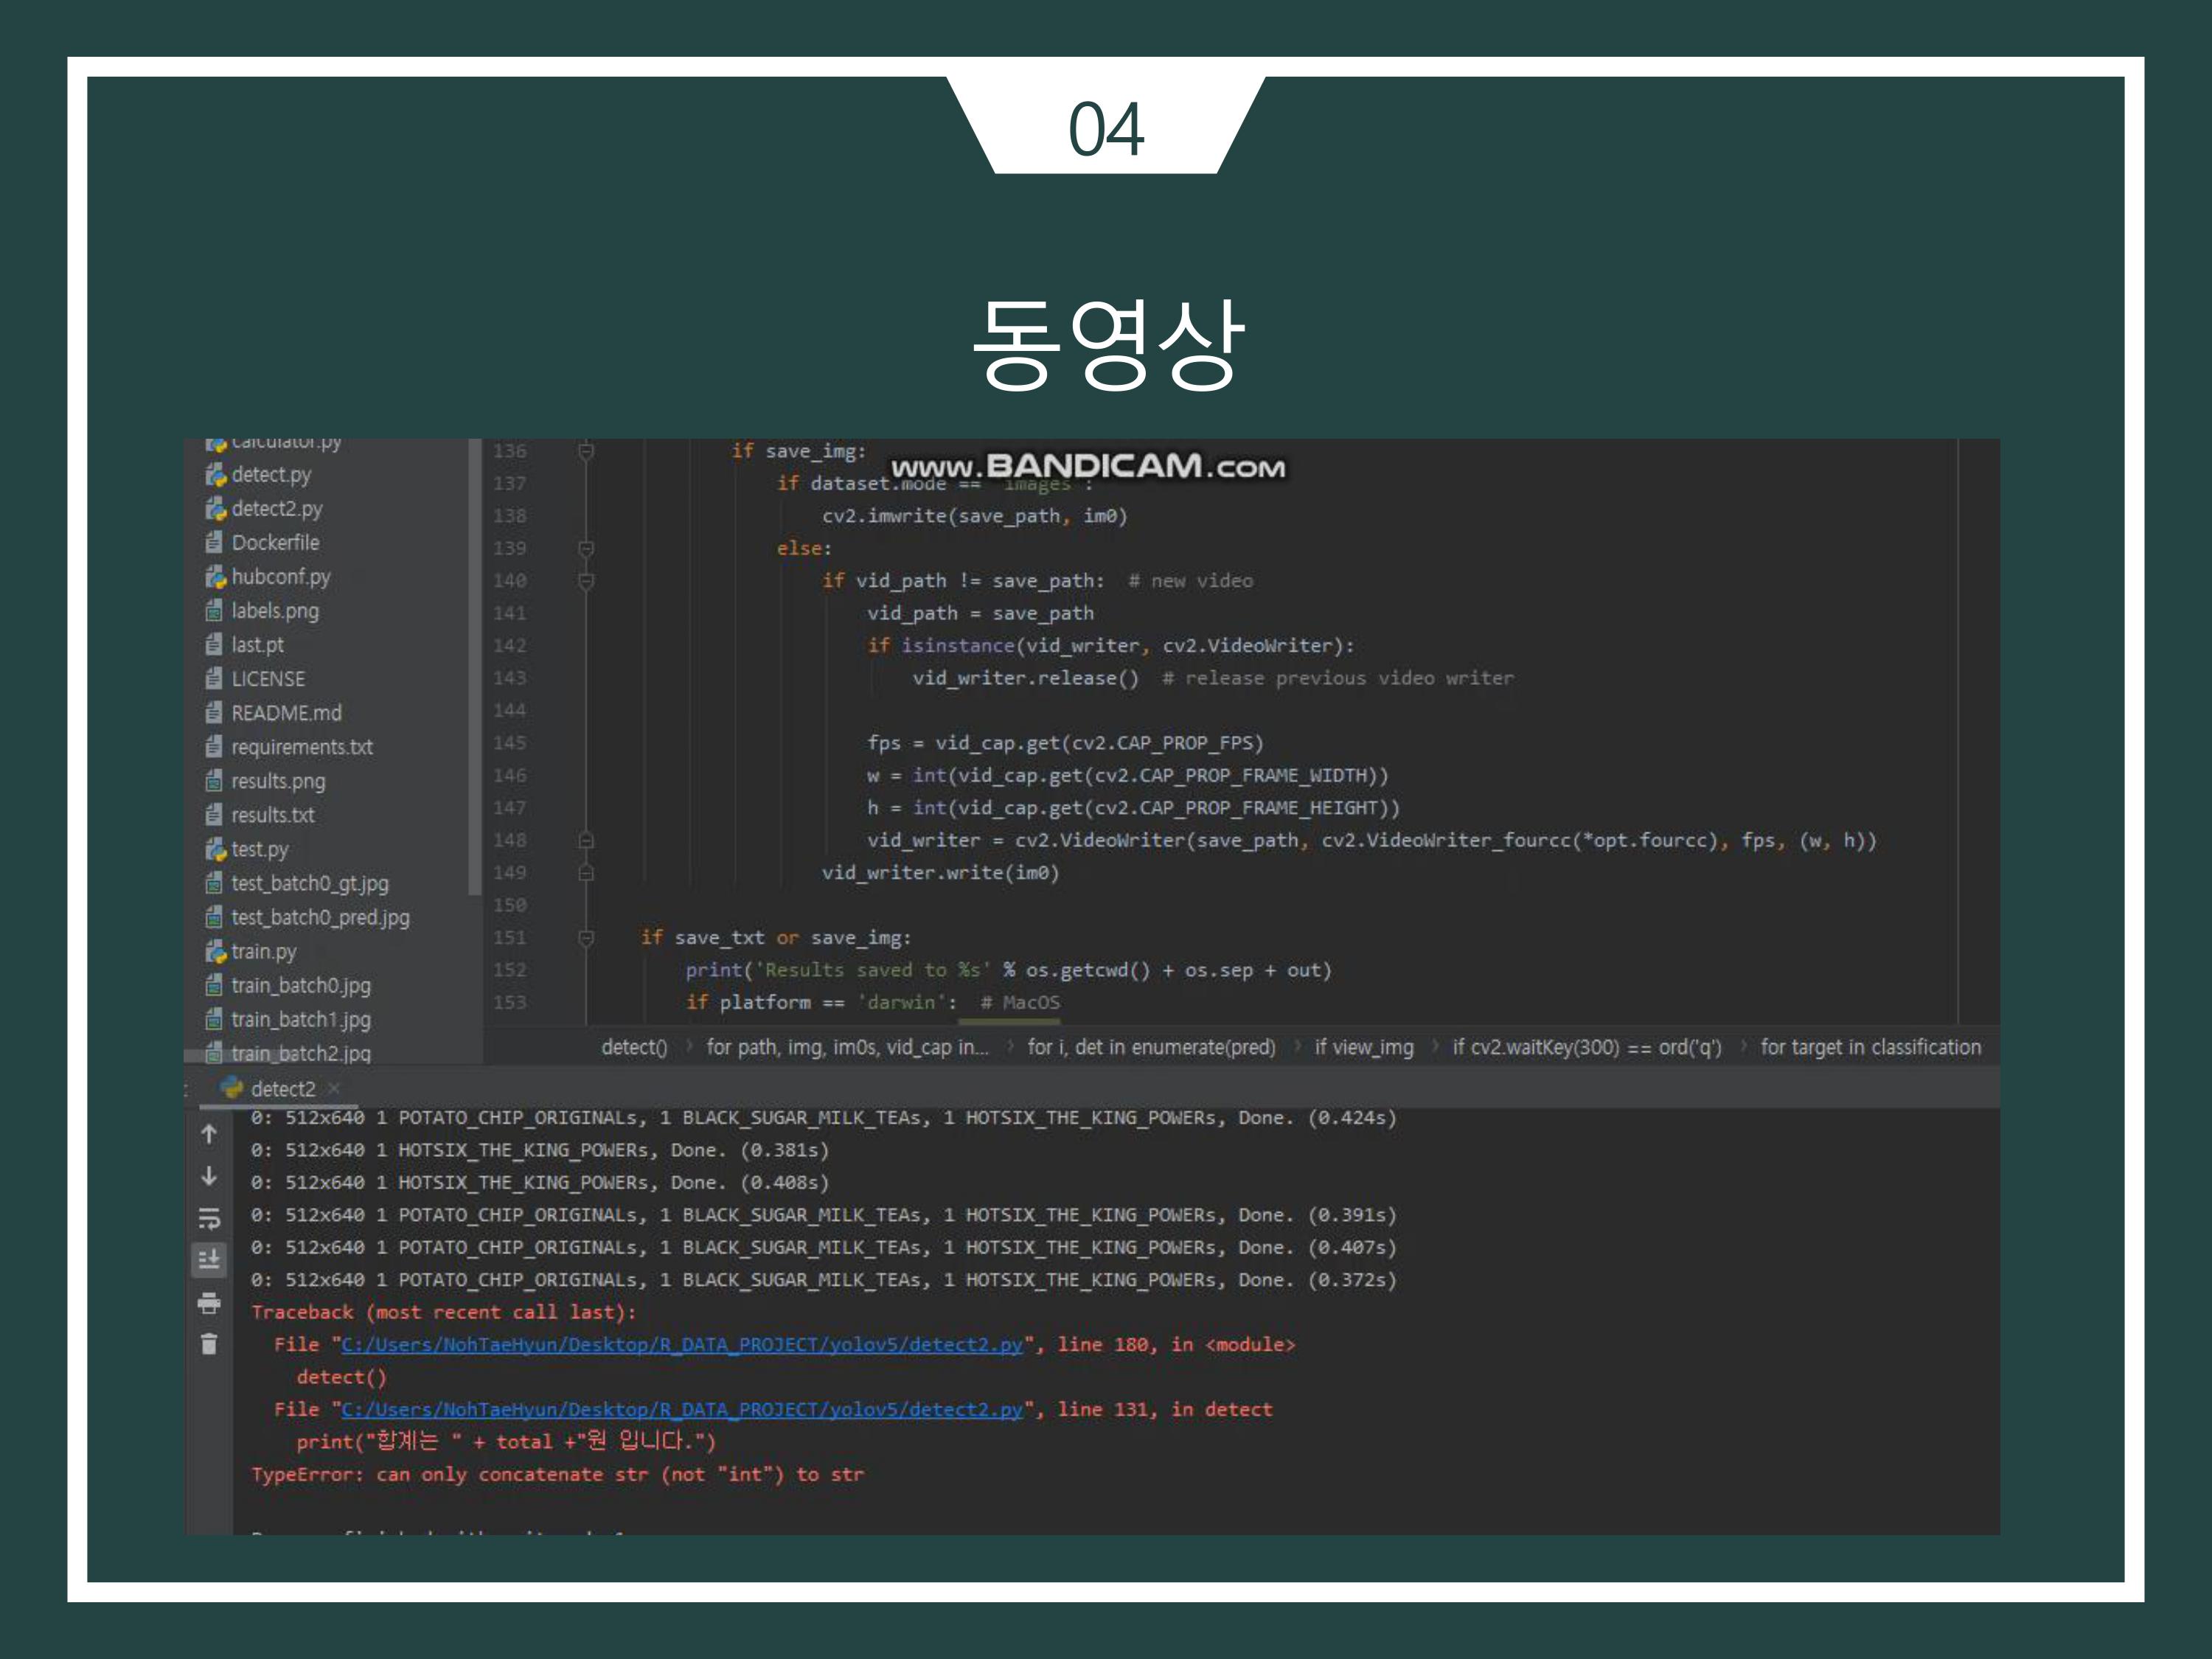 04
동영상
www.BANDICAM.COM
calculator.py
detect.py
detect2.py
Dockerfile
hubconf.py
labels.png
last.pt
LICENSE
README.md
requirements.txt
results.png
results.txt
test.py
test_batch0_gt.jpg
test_batch0_pred.jpg
train.py
train_batch0.jpg
train_batch1.jpg
train_batch2.jpg
136 if save_img:
137 if dataset.mode == 'images':
138 cv2.imwrite(save_path, im0)
139 else:
140 if vid_path != save_path: # new video
141 vid_path = save_path
142 if isinstance(vid_writer, cv2.VideoWriter):
143 vid_writer.release() # release previous video writer
144
145 fps = vid_cap.get(cv2.CAP_PROP_FPS)
146 w = int(vid_cap.get(cv2.CAP_PROP_FRAME_WIDTH))
147 h = int(vid_cap.get(cv2.CAP_PROP_FRAME_HEIGHT))
148 vid_writer = cv2.VideoWriter(save_path, cv2.VideoWriter_fourcc(*opt.fourcc), fps, (w, h))
149 vid_writer.write(im0)
150
151 if save_txt or save_img:
152 print('Results saved to %s' % os.getcwd() + os.sep + out)
153 if platform == 'darwin': # MacOS
detect() › for path, img, im0s, vid_cap in... › for i, det in enumerate(pred) › if view_img › if cv2.waitKey(300) == ord('q') › for target in classification
detect2 ×
0: 512x640 1 POTATO_CHIP_ORIGINALs, 1 BLACK_SUGAR_MILK_TEAs, 1 HOTSIX_THE_KING_POWERs, Done. (0.424s)
0: 512x640 1 HOTSIX_THE_KING_POWERs, Done. (0.381s)
0: 512x640 1 HOTSIX_THE_KING_POWERs, Done. (0.408s)
0: 512x640 1 POTATO_CHIP_ORIGINALs, 1 BLACK_SUGAR_MILK_TEAs, 1 HOTSIX_THE_KING_POWERs, Done. (0.391s)
0: 512x640 1 POTATO_CHIP_ORIGINALs, 1 BLACK_SUGAR_MILK_TEAs, 1 HOTSIX_THE_KING_POWERs, Done. (0.407s)
0: 512x640 1 POTATO_CHIP_ORIGINALs, 1 BLACK_SUGAR_MILK_TEAs, 1 HOTSIX_THE_KING_POWERs, Done. (0.372s)
Traceback (most recent call last):
File "C:/Users/NohTaeHyun/Desktop/R_DATA_PROJECT/yolov5/detect2.py", line 180, in <module>
detect()
File "C:/Users/NohTaeHyun/Desktop/R_DATA_PROJECT/yolov5/detect2.py", line 131, in detect
print("합계는 " + total +"원 입니다.")
TypeError: can only concatenate str (not "int") to str